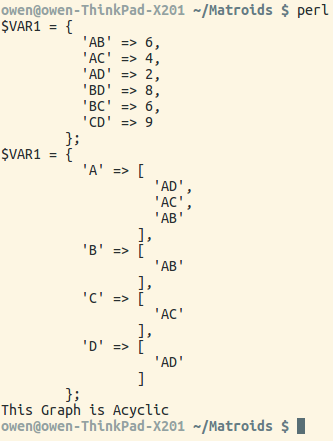 owen@owen-ThinkPad-X201 ~/Matroids $ perl
$VAR1 = {
'AB' => 6,
'AC' => 4,
'AD' => 2,
'BD' => 8,
'BC' => 6,
'CD' => 9
};
$VAR1 = {
'A' => [
'AD',
'AC',
'AB'
],
'B' => [
'AB'
],
'C' => [
'AC'
],
'D' => [
'AD'
]
};
This Graph is Acyclic
owen@owen-ThinkPad-X201 ~/Matroids $